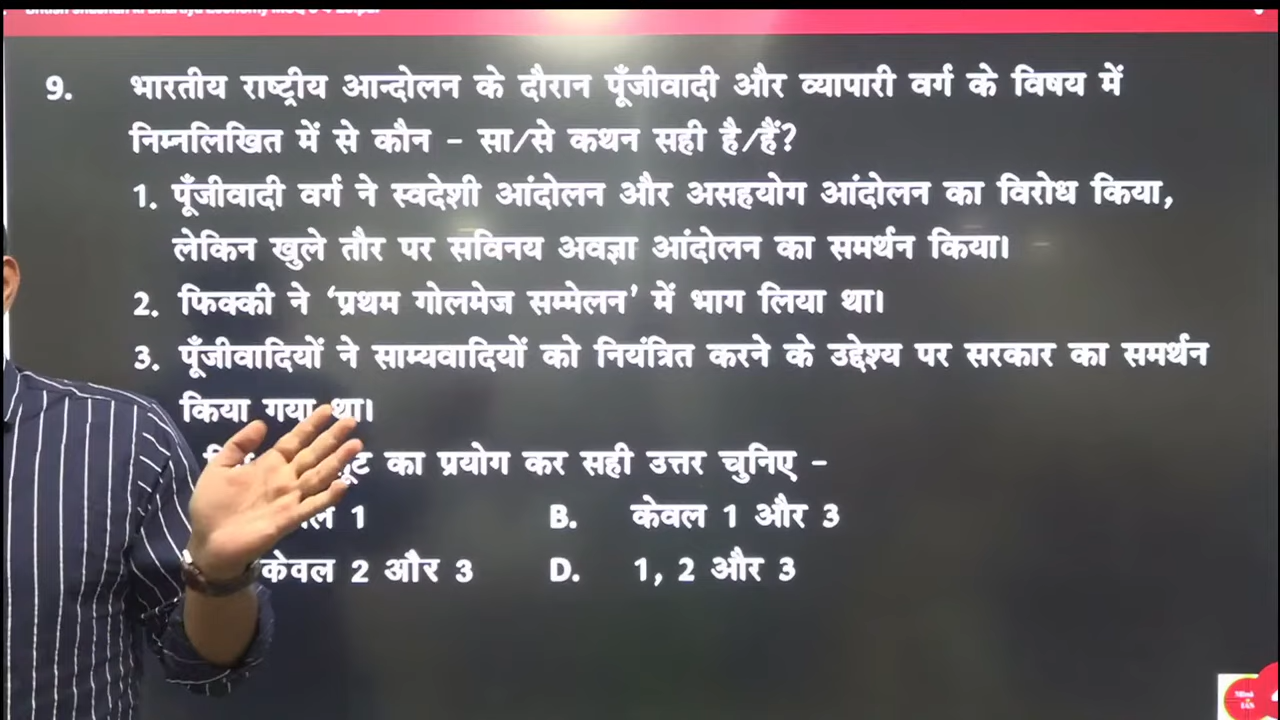 9. भारतीय राष्ट्रीय आन्दोलन के दौरान पूँजीवादी और व्यापारी वर्ग के विषय में
निम्नलिखित में से कौन - सा/से कथन सही है/हैं?
1. पूँजीवादी वर्ग ने स्वदेशी आंदोलन और असहयोग आंदोलन का विरोध किया,
लेकिन खुले तौर पर सविनय अवज्ञा आंदोलन का समर्थन किया।
2. फिक्की ने ‘प्रथम गोलमेज सम्मेलन’ में भाग लिया था।
3. पूँजीवादियों ने साम्यवादियों को नियंत्रित करने के उद्देश्य पर सरकार का समर्थन
किया गया था।
का प्रयोग कर सही उत्तर चुनिए -
1 B. केवल 1 और 3
केवल 2 और 3 D. 1, 2 और 3